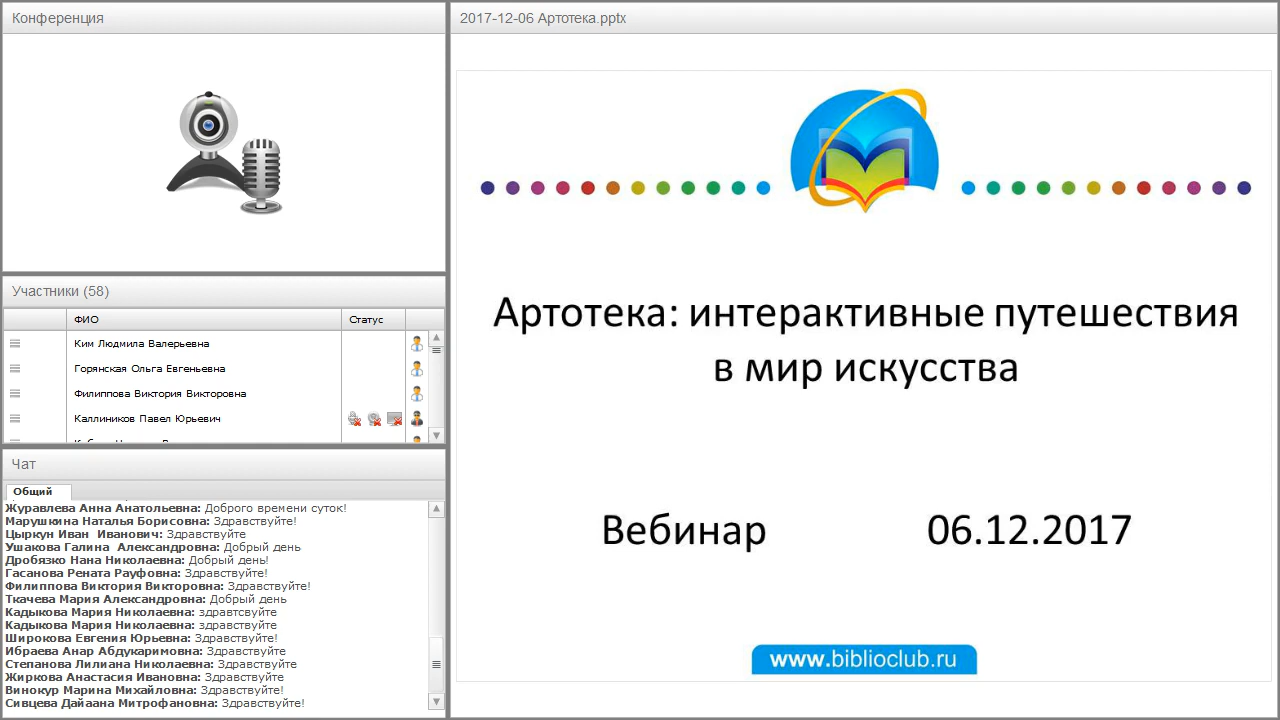 Конференция
Участники (58)
ФИО Статус
Ким Людмила Валерьевна
Горянская Ольга Евгеньевна
Филиппова Виктория Викторовна
Каллиников Павел Юрьевич
Чат
Общий
Журавлева Анна Анатольевна: Доброго времени суток!
Марушкина Наталья Борисовна: Здравствуйте!
Цыркун Иван Иванович: Здравствуйте
Ушакова Галина Александровна: Добрый день
Дробязко Нана Николаевна: Добрый день!
Гасанова Рената Рауфовна: Здравствуйте!
Филиппова Виктория Викторовна: Здравствуйте!
Ткачева Мария Александровна: Добрый день
Кадыкова Мария Николаевна: здравтсвуйте
Кадыкова Мария Николаевна: здравствуйте
Широкова Евгения Юрьевна: Здравствуйте!
Ибраева Анар Абдукаримовна: Здравствуйте
Степанова Лилиана Николаевна: Здравствуйте
Жиркова Анастасия Ивановна: Здравствуйте
Винокур Марина Михайловна: Здравствуйте!
Сивцева Дайаана Митрофановна: Здравствуйте!
2017-12-06 Артотека.pptx
Артотека: интерактивные путешествия
в мир искусства
Вебинар 06.12.2017
www.biblioclub.ru